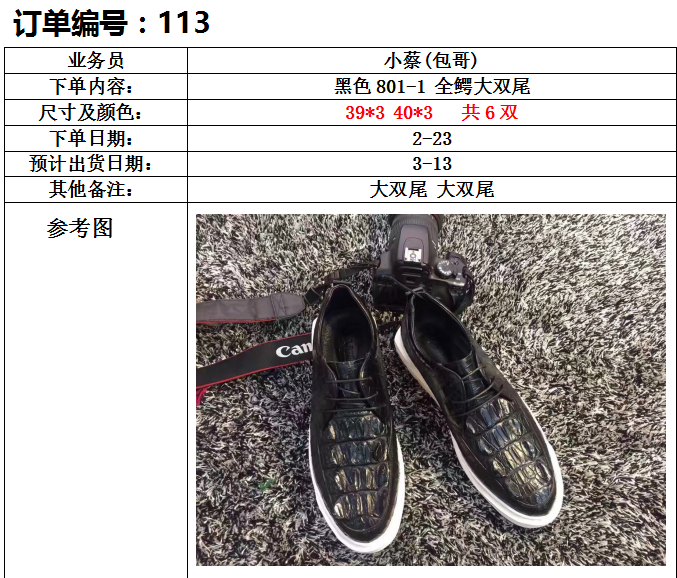 订单编号：113
业务员 小蔡(包哥)
下单内容： 黑色 801-1 全鳄大双尾
尺寸及颜色： 39*3 40*3 共 6 双
下单日期： 2-23
预计出货日期： 3-13
其他备注： 大双尾 大双尾
参考图
Can